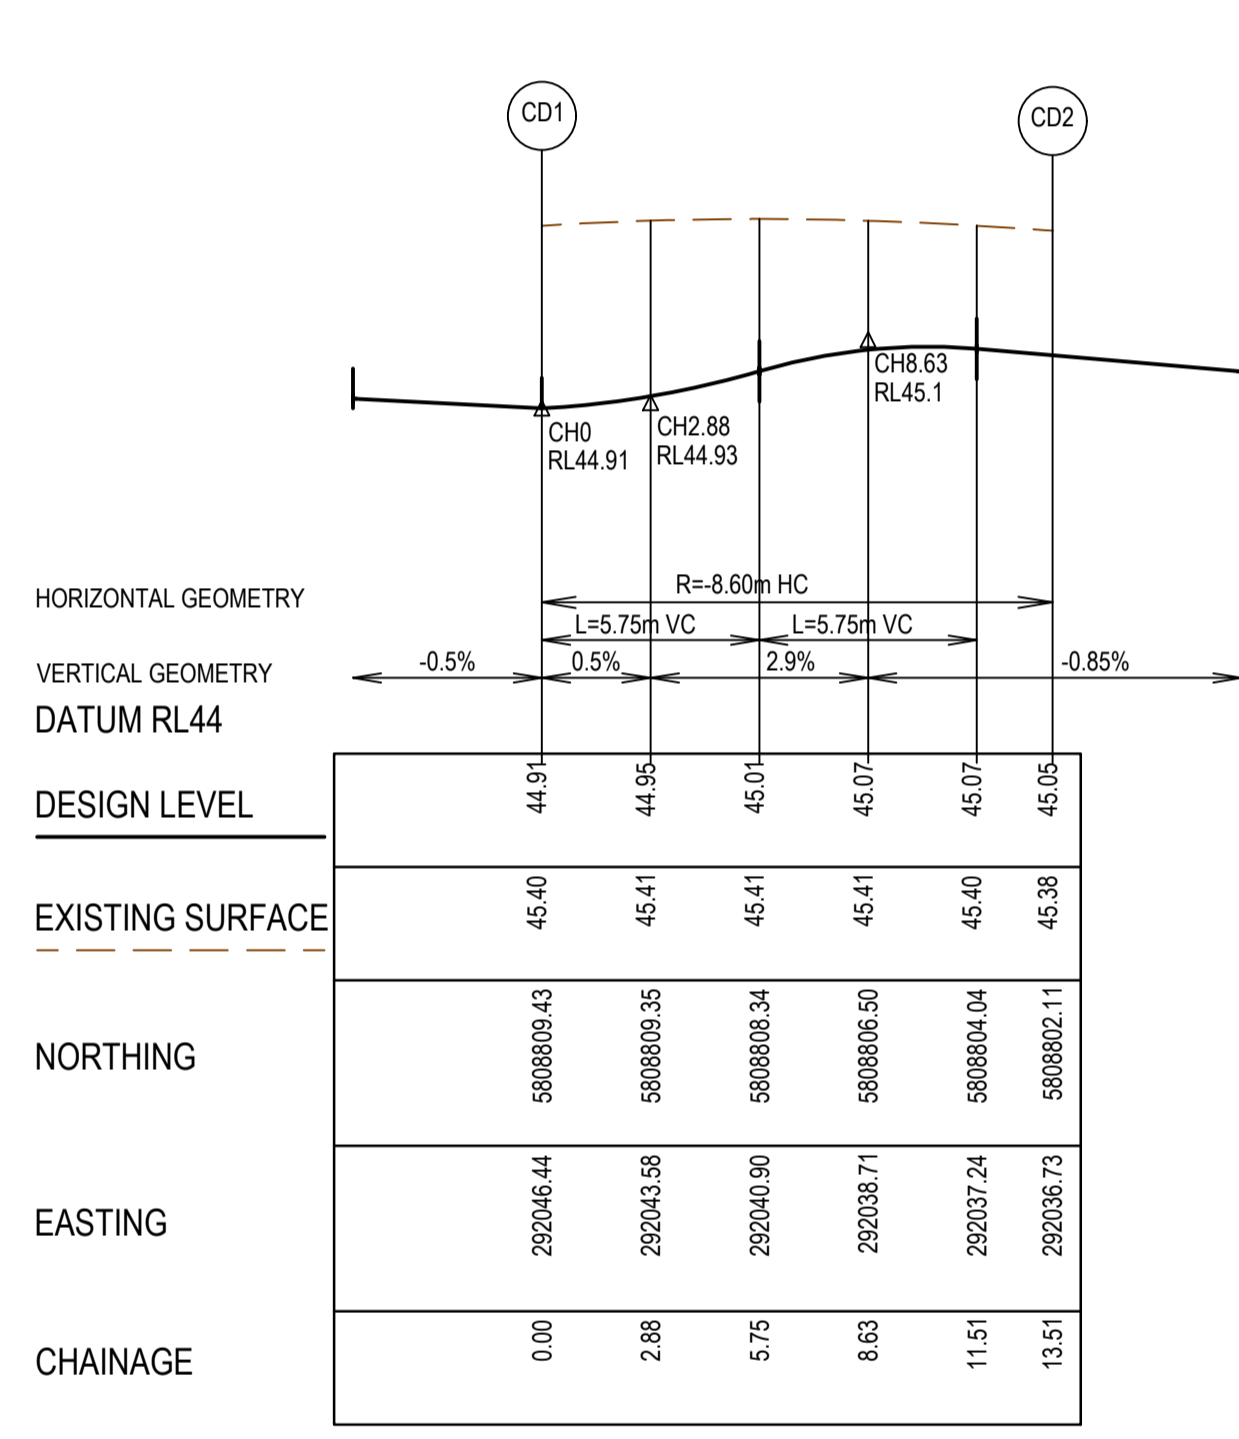 CD1
CD2
CH0
RL44.91
CH2.88
RL44.93
CH8.63
RL45.1
HORIZONTAL GEOMETRY
R=-8.60m HC
L=5.75m VC
L=5.75m VC
VERTICAL GEOMETRY
-0.5%
0.5%
2.9%
-0.85%
DATUM RL44
DESIGN LEVEL
44.91
44.95
45.01
45.07
45.07
45.05
EXISTING SURFACE
45.40
45.41
45.41
45.41
45.40
45.38
NORTHING
5808809.43
5808809.35
5808808.34
5808806.50
5808804.04
5808802.11
EASTING
292046.44
292043.58
292040.90
292038.71
292037.24
292036.73
CHAINAGE
0.00
2.88
5.75
8.63
11.51
13.51